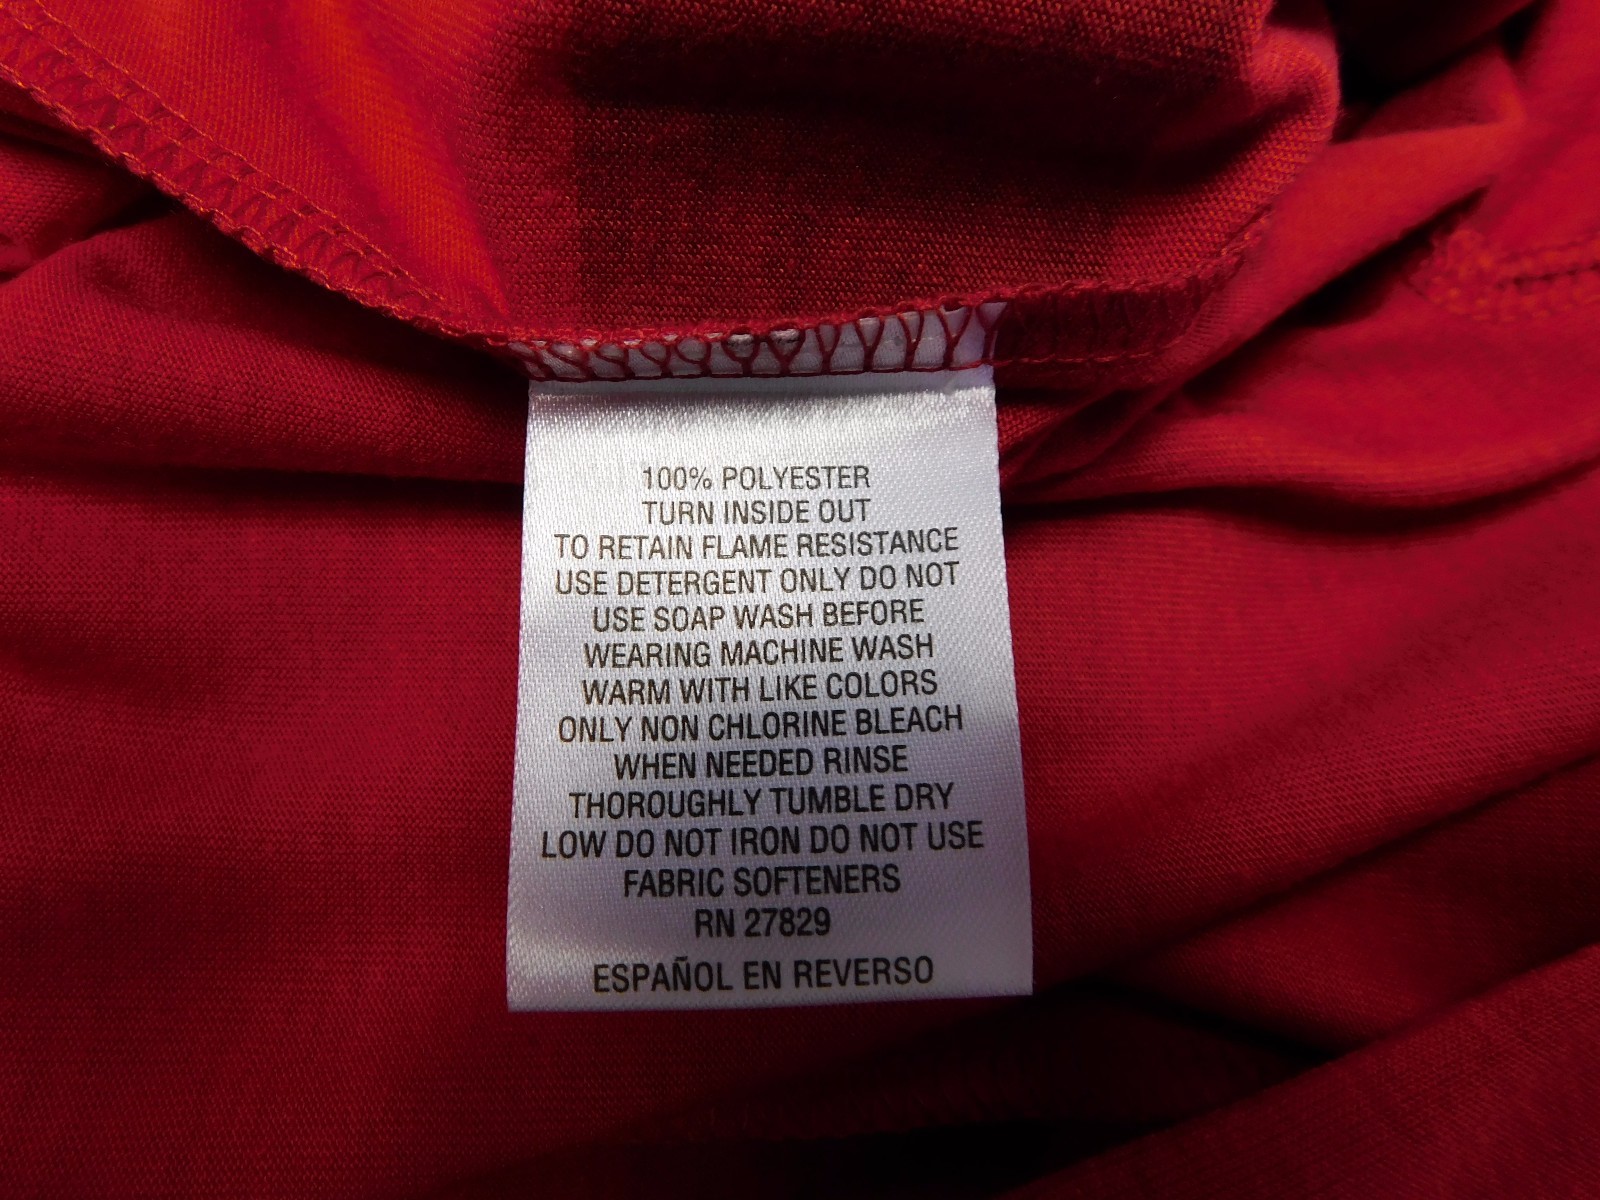 100% POLYESTER
TURN INSIDE OUT
TO RETAIN FLAME RESISTANCE
USE DETERGENT ONLY DO NOT
USE SOAP WASH BEFORE
WEARING MACHINE WASH
WARM WITH LIKE COLORS
ONLY NON CHLORINE BLEACH
WHEN NEEDED RINSE
THOROUGHLY TUMBLE DRY
LOW DO NOT IRON DO NOT USE
FABRIC SOFTENERS
RN 27829
ESPAÑOL EN REVERSO